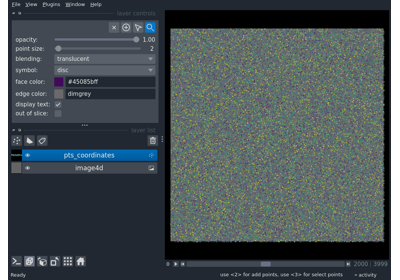 File View Plugins Window Help
layer controls
opacity: 1.00
point size: 2
blending: translucent
symbol: disc
face color: #45085bff
edge color: dimgrey
display text:
out of slice:
layer list
pts_coordinates
image4d
2000 3999
Ready use <2> for add points, use <3> for select points activity